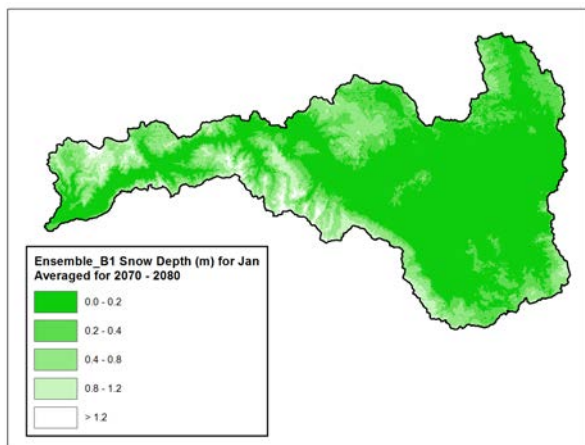 Ensemble_B1 Snow Depth (m) for Jan
Averaged for 2070 - 2080
0.0 - 0.2
0.2 - 0.4
0.4 - 0.8
0.8 - 1.2
> 1.2